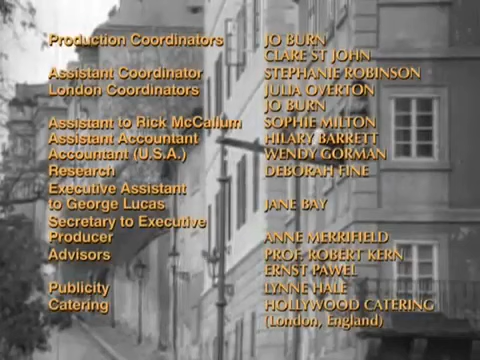 Production Coordinators JO BURN
CLARE ST JOHN
Assistant Coordinator STEPHANIE ROBINSON
London Coordinators JULIA OVERTON
JO BURN
Assistant to Rick McCallum SOPHIE MILTON
Assistant Accountant HILARY BARRETT
Accountant (U.S.A.) WENDY GORMAN
Research DEBORAH FINE
Executive Assistant
to George Lucas JANE BAY
Secretary to Executive
Producer ANNE MERRIFIELD
Advisors PROF. ROBERT KERN
ERNST PAWEL
Publicity LYNNE HALE
Catering HOLLYWOOD CATERING
(London, England)